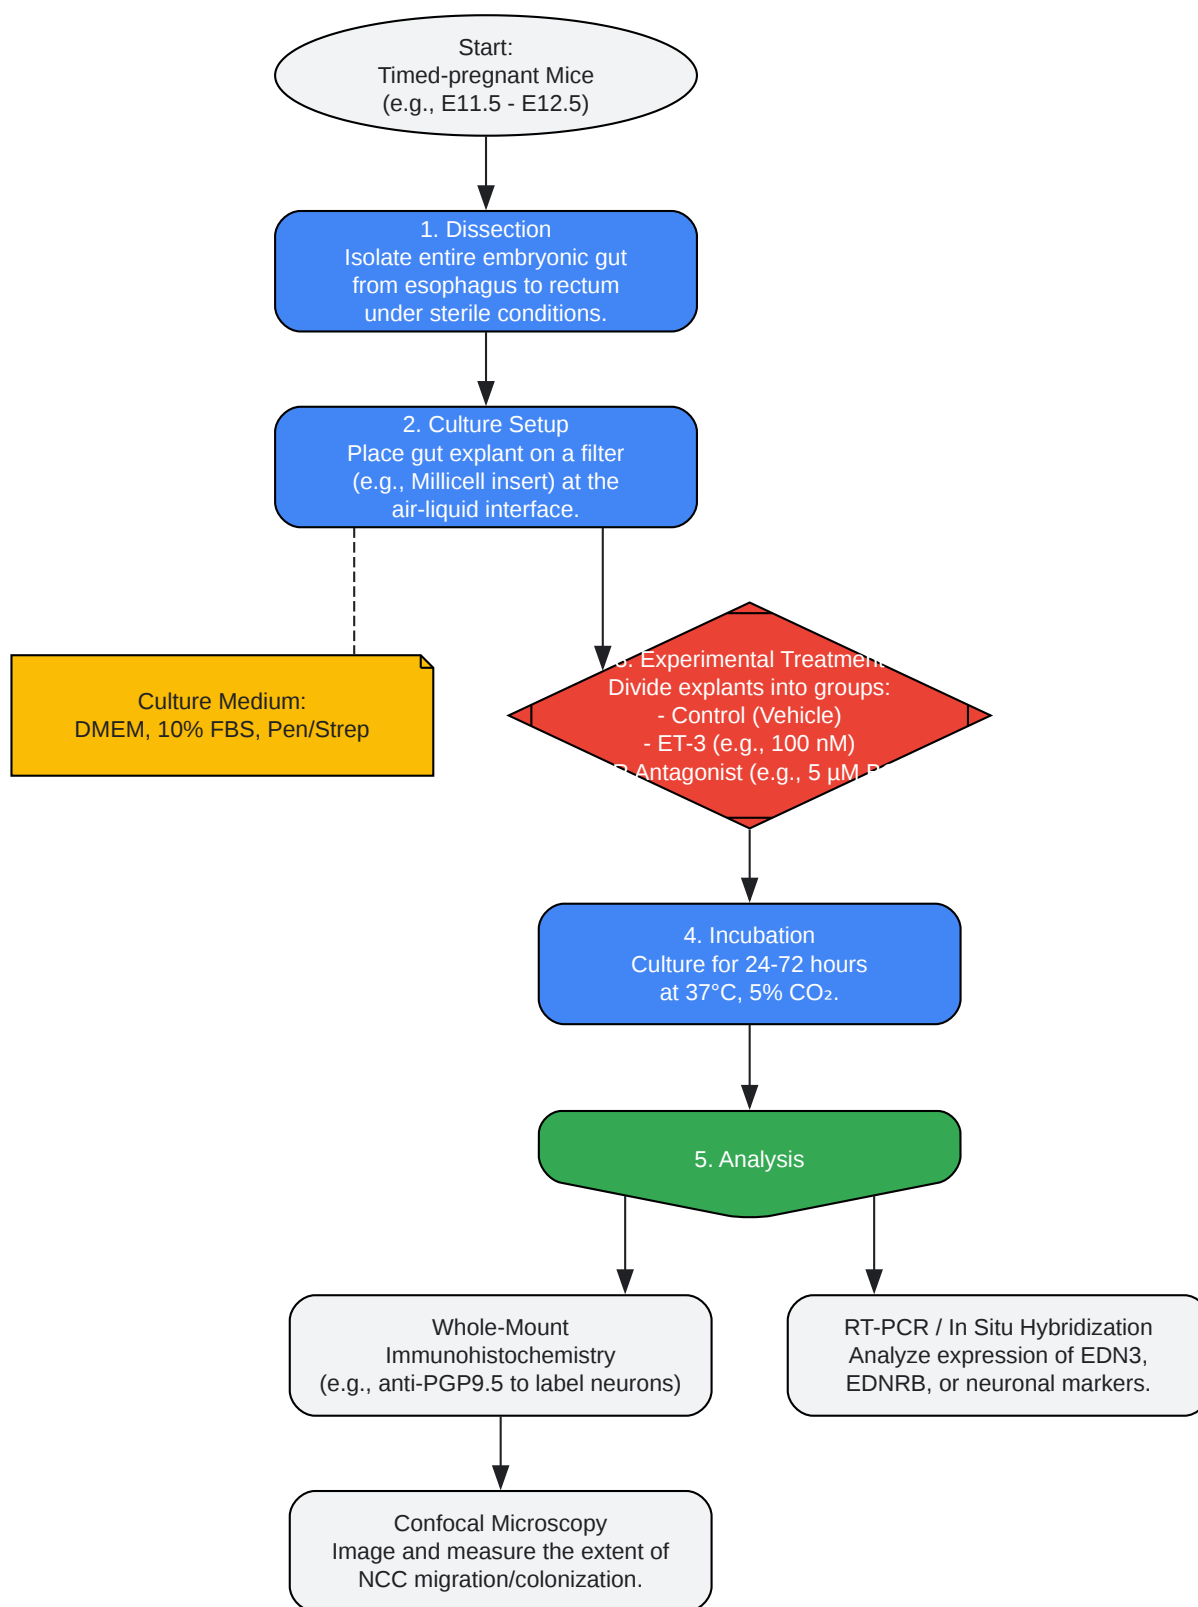 Start:
Timed-pregnant Mice
(e.g., E11.5 - E12.5)
1. Dissection
Isolate entire embryonic gut
from esophagus to rectum
under sterile conditions.
2. Culture Setup
Place gut explant on a filter
(e.g., Millicell insert) at the
air-liquid interface.
Culture Medium:
DMEM, 10% FBS, Pen/Strep
3. Experimental Treatment
Divide explants into groups:
- Control (Vehicle)
- ET-3 (e.g., 100 nM)
Antagonist (e.g., 5 µM
4. Incubation
Culture for 24-72 hours
at 37°C, 5% CO₂.
5. Analysis
Whole-Mount
Immunohistochemistry
(e.g., anti-PGP9.5 to label neurons)
RT-PCR / In Situ Hybridization
Analyze expression of EDN3,
EDNRB, or neuronal markers.
Confocal Microscopy
Image and measure the extent of
NCC migration/colonization.